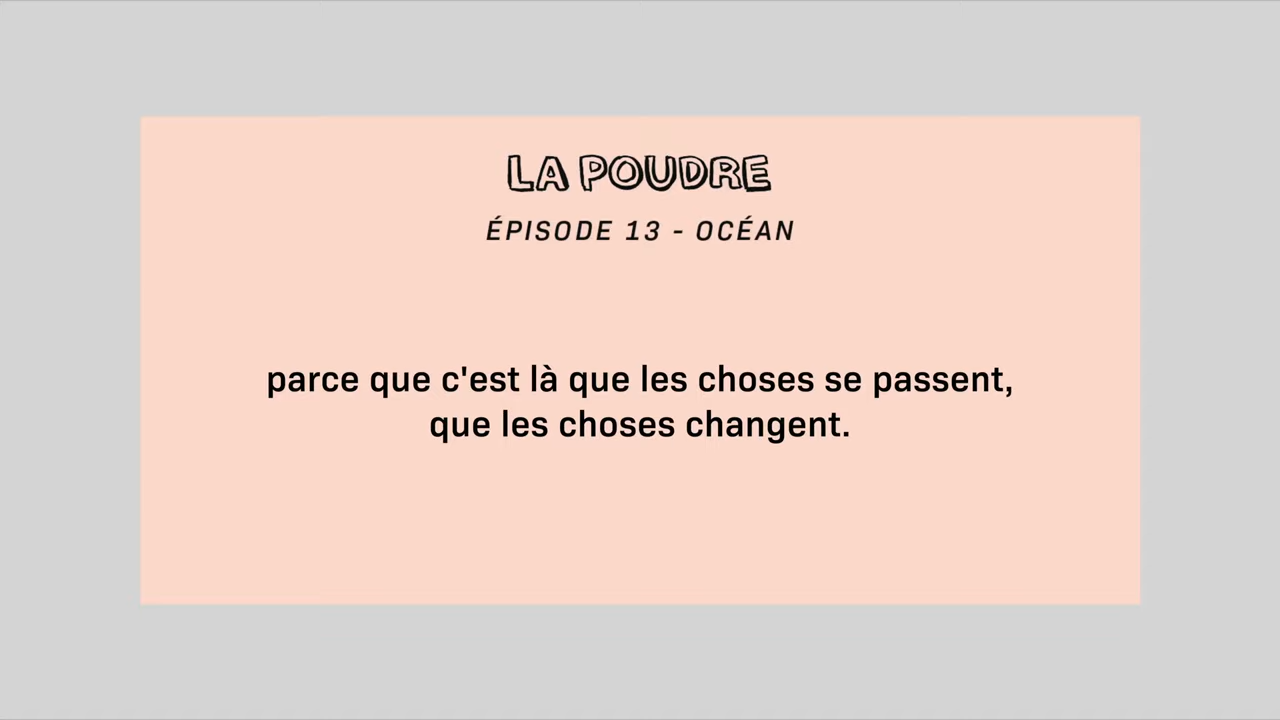 LA POUDRE
ÉPISODE 13 - OCÉAN
parce que c'est là que les choses se passent,
que les choses changent.